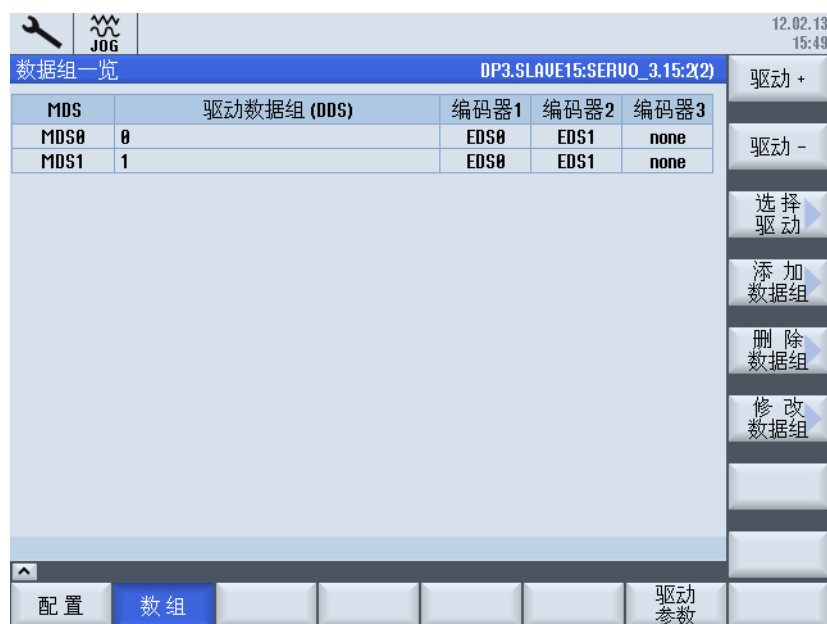 JOG
12.02.13
15:49
数据组一览
DP3.SLAVE15:SERVO_3.15:2(2)
MDS 驱动数据组 (DDS) 编码器1 编码器2 编码器3
MDS0 0 EDS0 EDS1 none
MDS1 1 EDS0 EDS1 none
驱动 +
驱动 -
选择
驱动
添加
数据组
删除
数据组
修改
数据组
配置
数组
驱动
参数